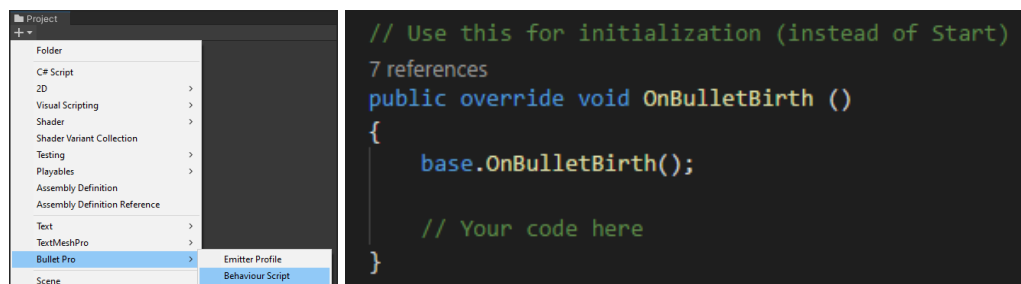 Project
+
Folder
C# Script
2D
Visual Scripting
Shader
Shader Variant Collection
Testing
Playables
Assembly Definition
Assembly Definition Reference
Text
TextMeshPro
Bullet Pro
Emitter Profile
Behaviour Script
Scene
// Use this for initialization (instead of Start)
7 references
public override void OnBulletBirth ()
{
base.OnBulletBirth();
// Your code here
}